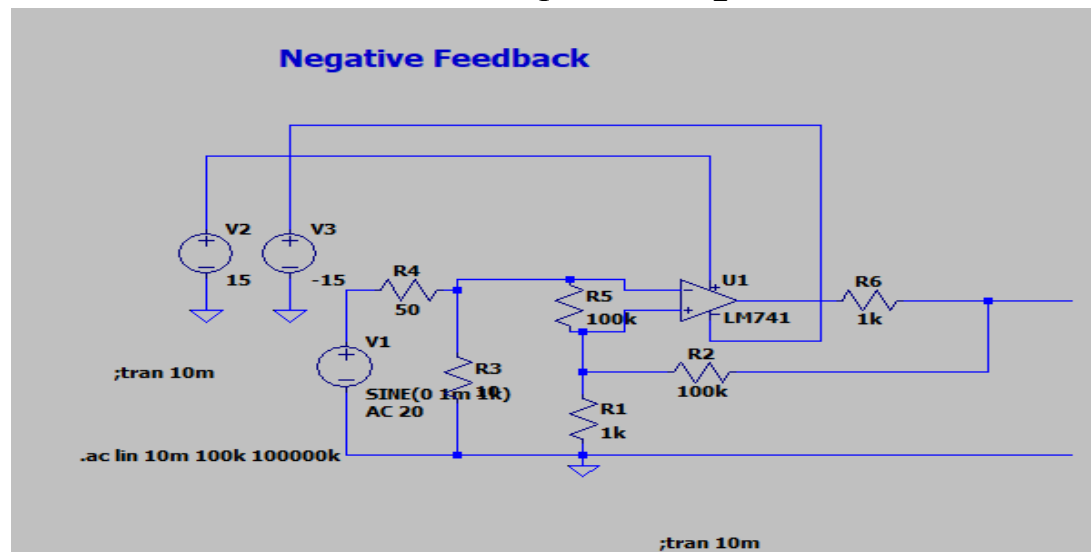 Negative Feedback
V2
15
V3
-15
R4
50
V1
SINE(0 1m 1k)
AC 20
R3
10
R5
100k
U1
LM741
R6
1k
R2
100k
R1
1k
;tran 10m
.ac lin 10m 100k 100000k
;tran 10m